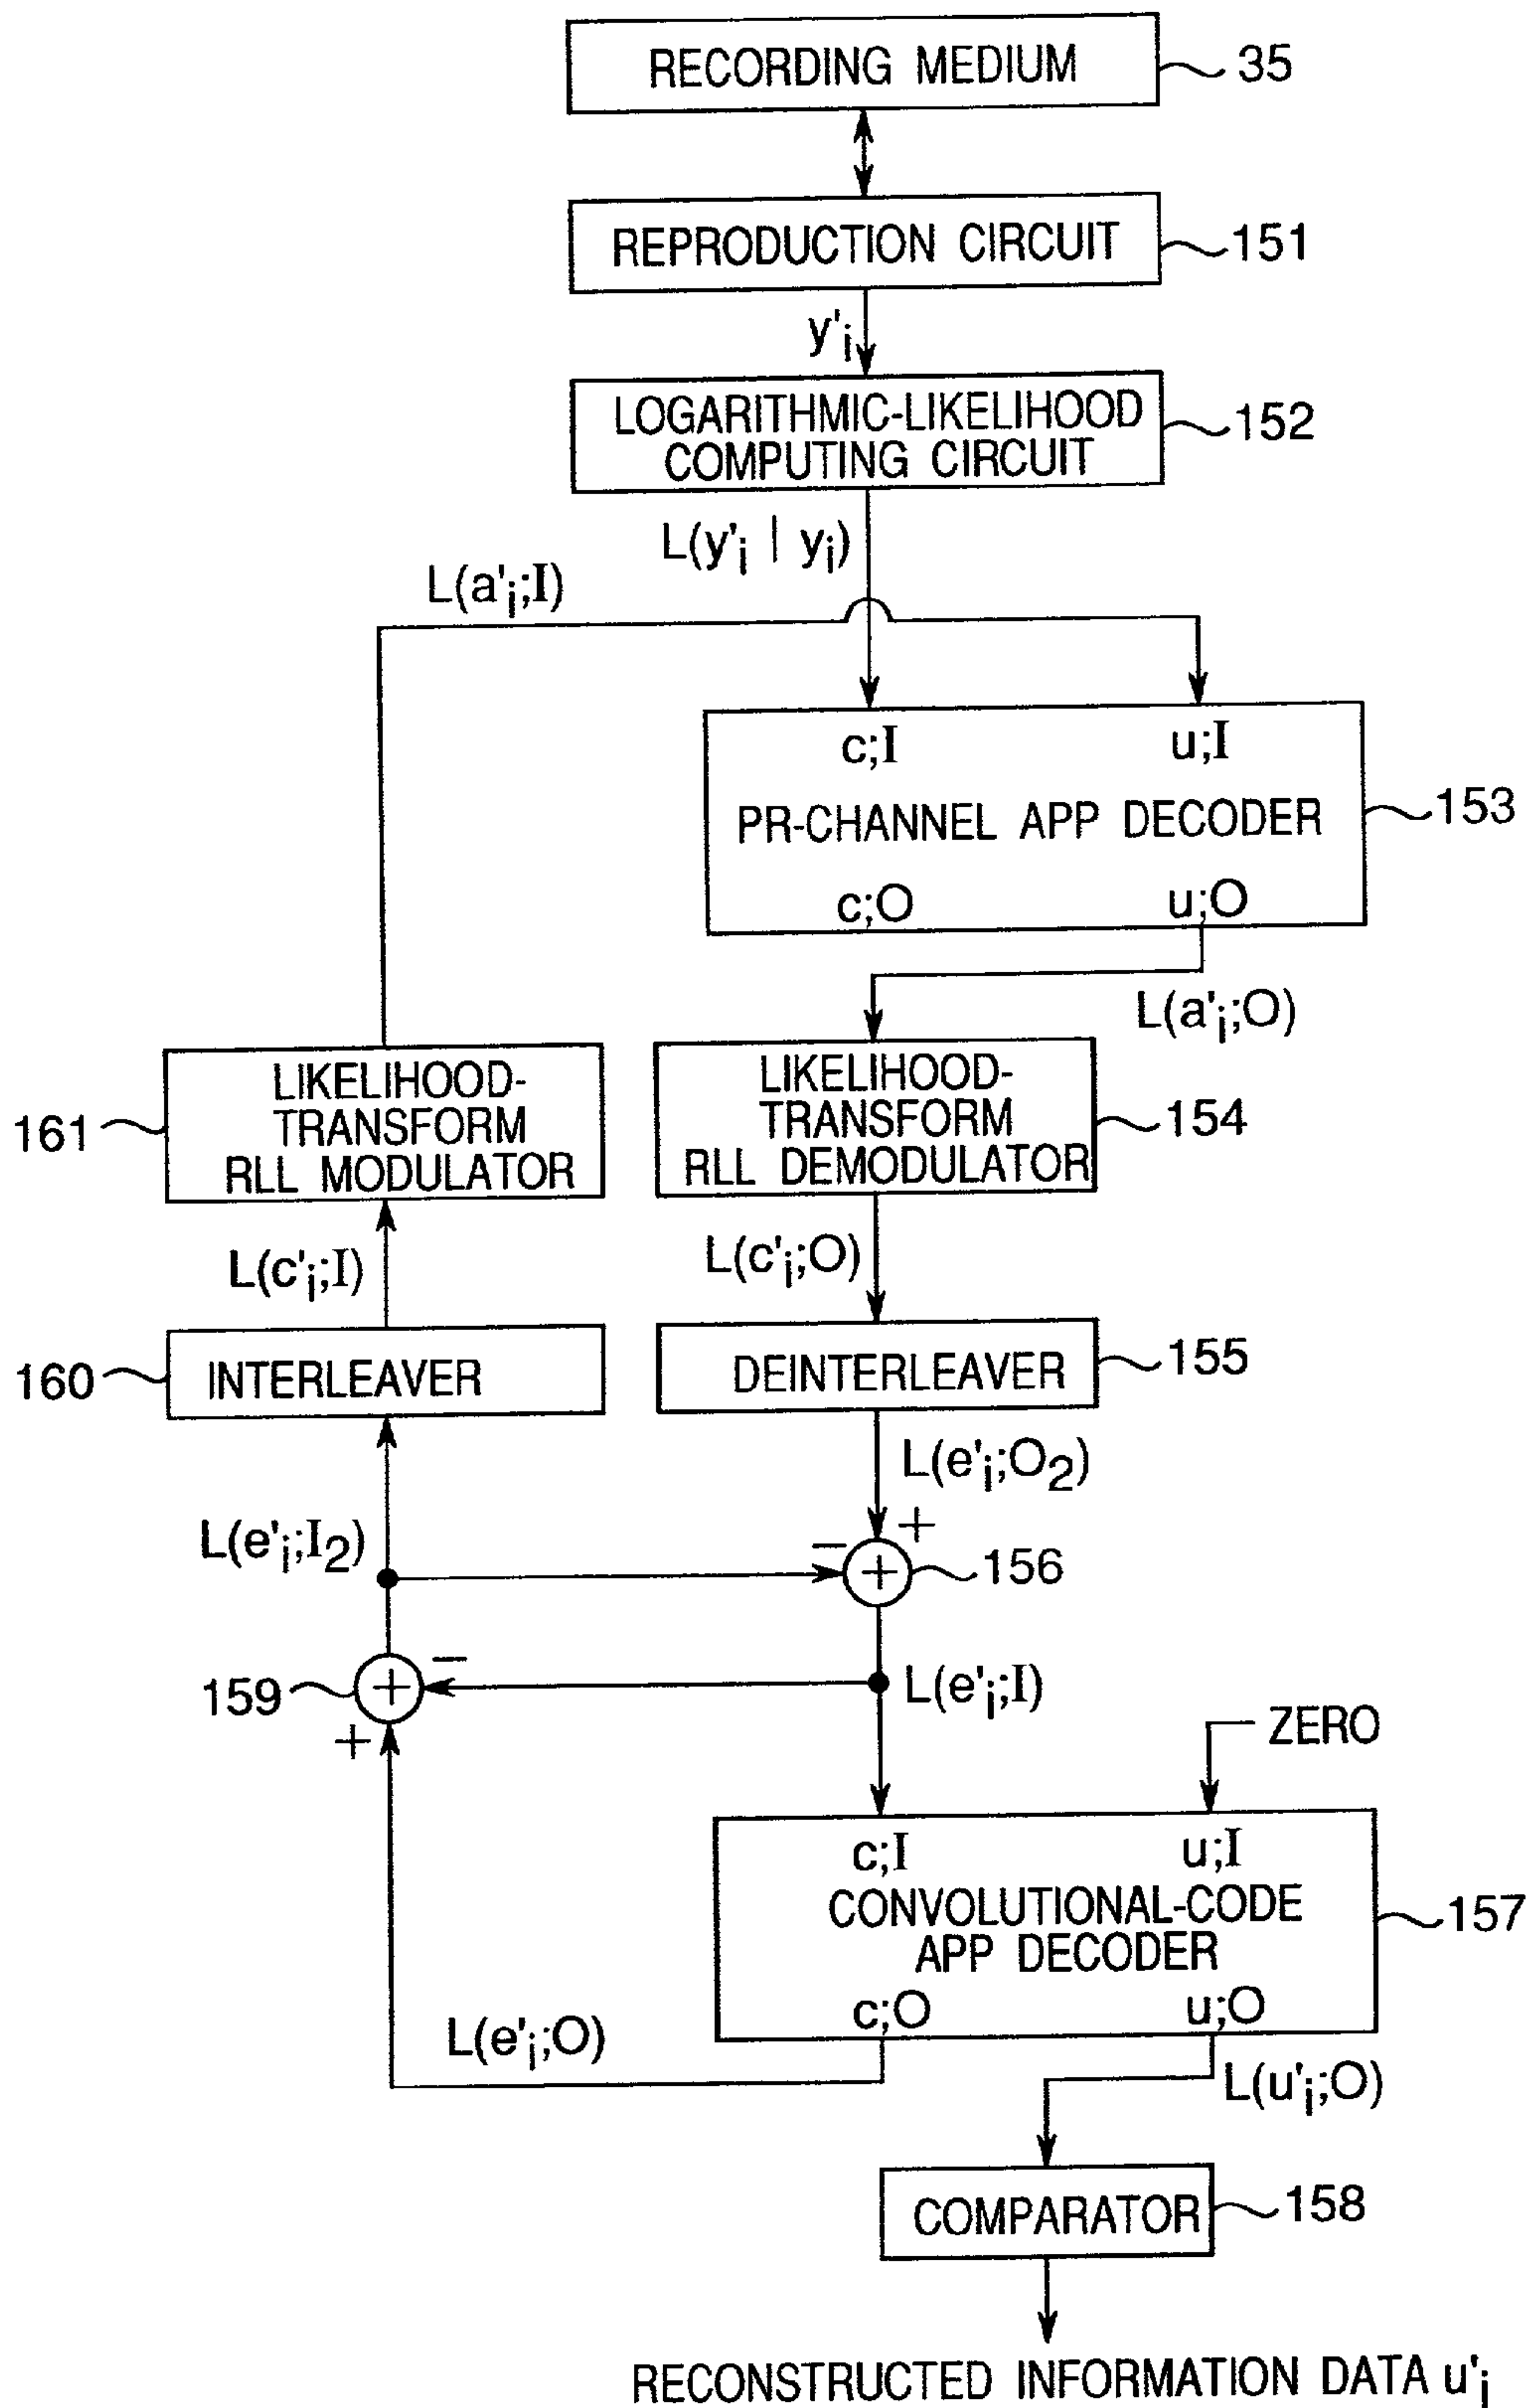 RECORDING MEDIUM
35
REPRODUCTION CIRCUIT
151
y'i
LOGARITHMIC-LIKELIHOOD
COMPUTING CIRCUIT
152
L(y'i | yi)
L(a'i;I)
c;I
u;I
PR-CHANNEL APP DECODER
153
c;O
u;O
L(a'i;O)
LIKELIHOOD-
TRANSFORM
RLL MODULATOR
161
LIKELIHOOD-
TRANSFORM
RLL DEMODULATOR
154
L(c'i;I)
L(c'i;O)
INTERLEAVER
160
DEINTERLEAVER
155
L(e'i;O2)
L(e'i;I2)
−
+
+
156
159
+
−
+
L(e'i;I)
ZERO
c;I
u;I
CONVOLUTIONAL-CODE
APP DECODER
157
c;O
u;O
L(e'i;O)
L(u'i;O)
COMPARATOR
158
RECONSTRUCTED INFORMATION DATA u'i